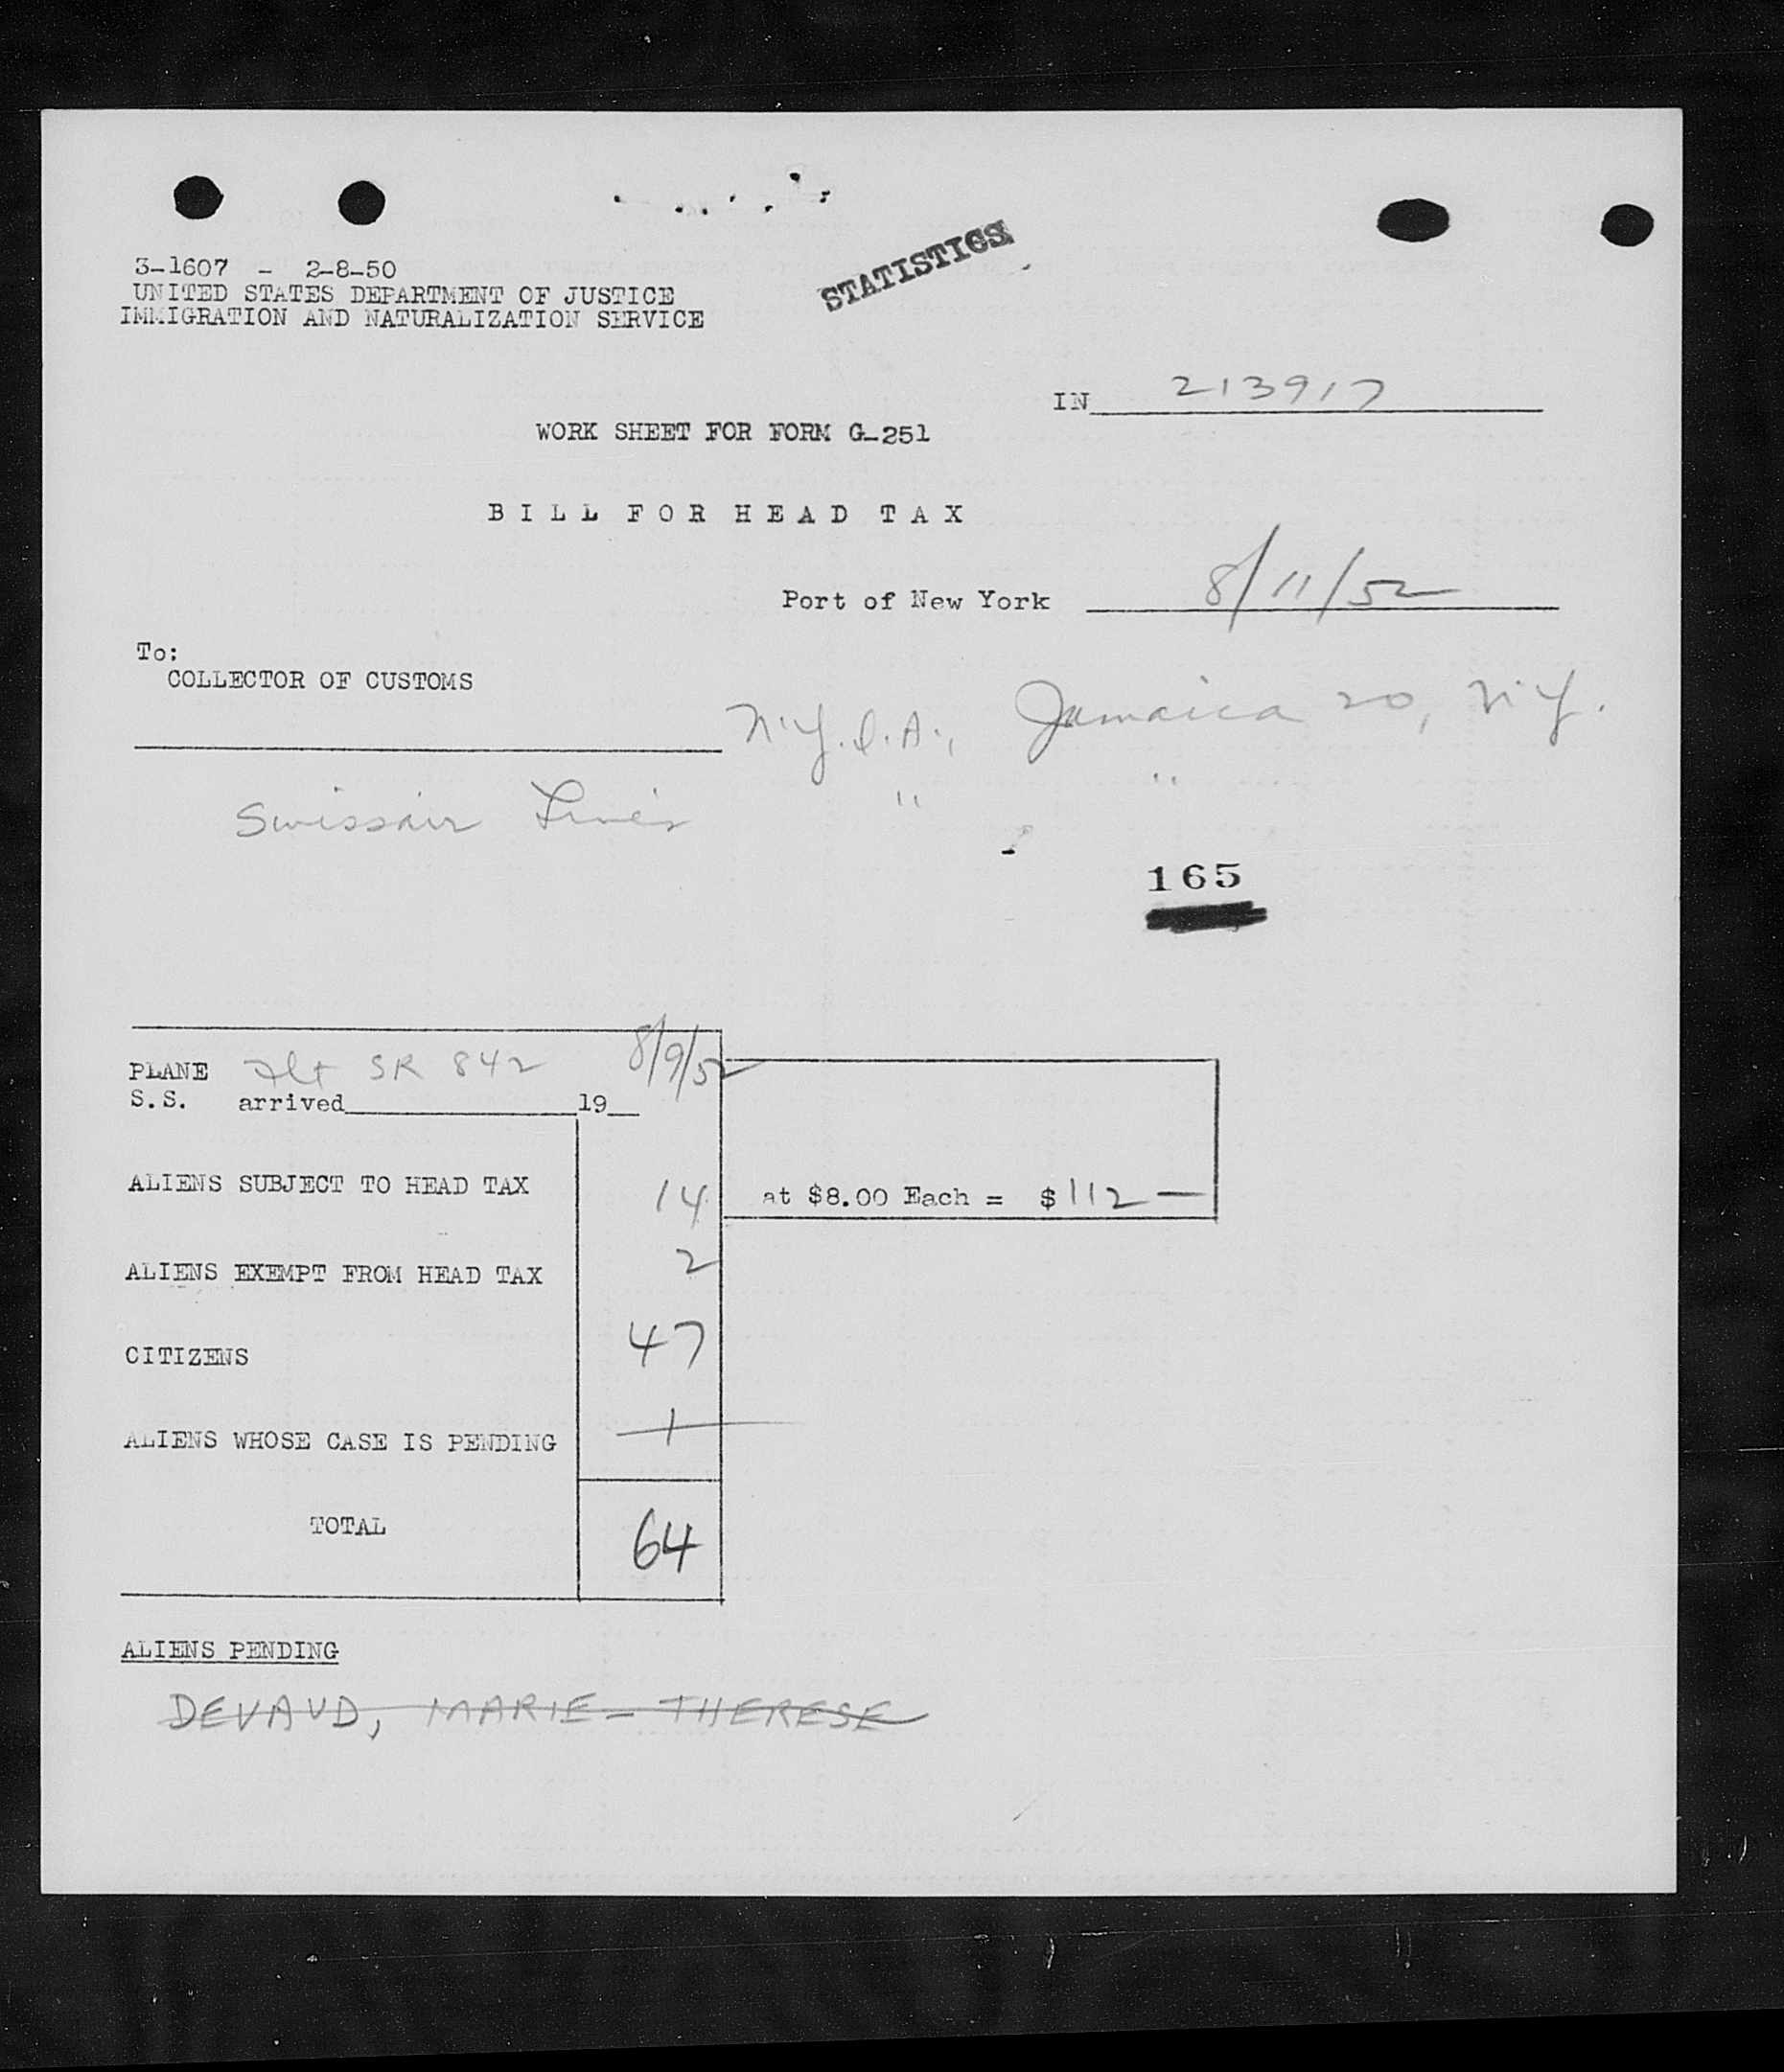 STATISTICS
3-1607 - 2-8-50
UNITED STATES DEPARTMENT OF JUSTICE
IMMIGRATION AND NATURALIZATION SERVICE
IN 213917
WORK SHEET FOR FORM G-251
BILL FOR HEAD TAX
Port of New York 8/11/52
To:
COLLECTOR OF CUSTOMS
N.Y.I.A., Jamaica 20, N.Y.
Swissair Lines " "
165
PLANE Flt SR 842 8/9/52
S.S. arrived 19
ALIENS SUBJECT TO HEAD TAX 14 at $8.00 Each = $112 —
ALIENS EXEMPT FROM HEAD TAX 2
CITIZENS 47
ALIENS WHOSE CASE IS PENDING 1
TOTAL 64
ALIENS PENDING
DEVAUD, MARIE-THERESE